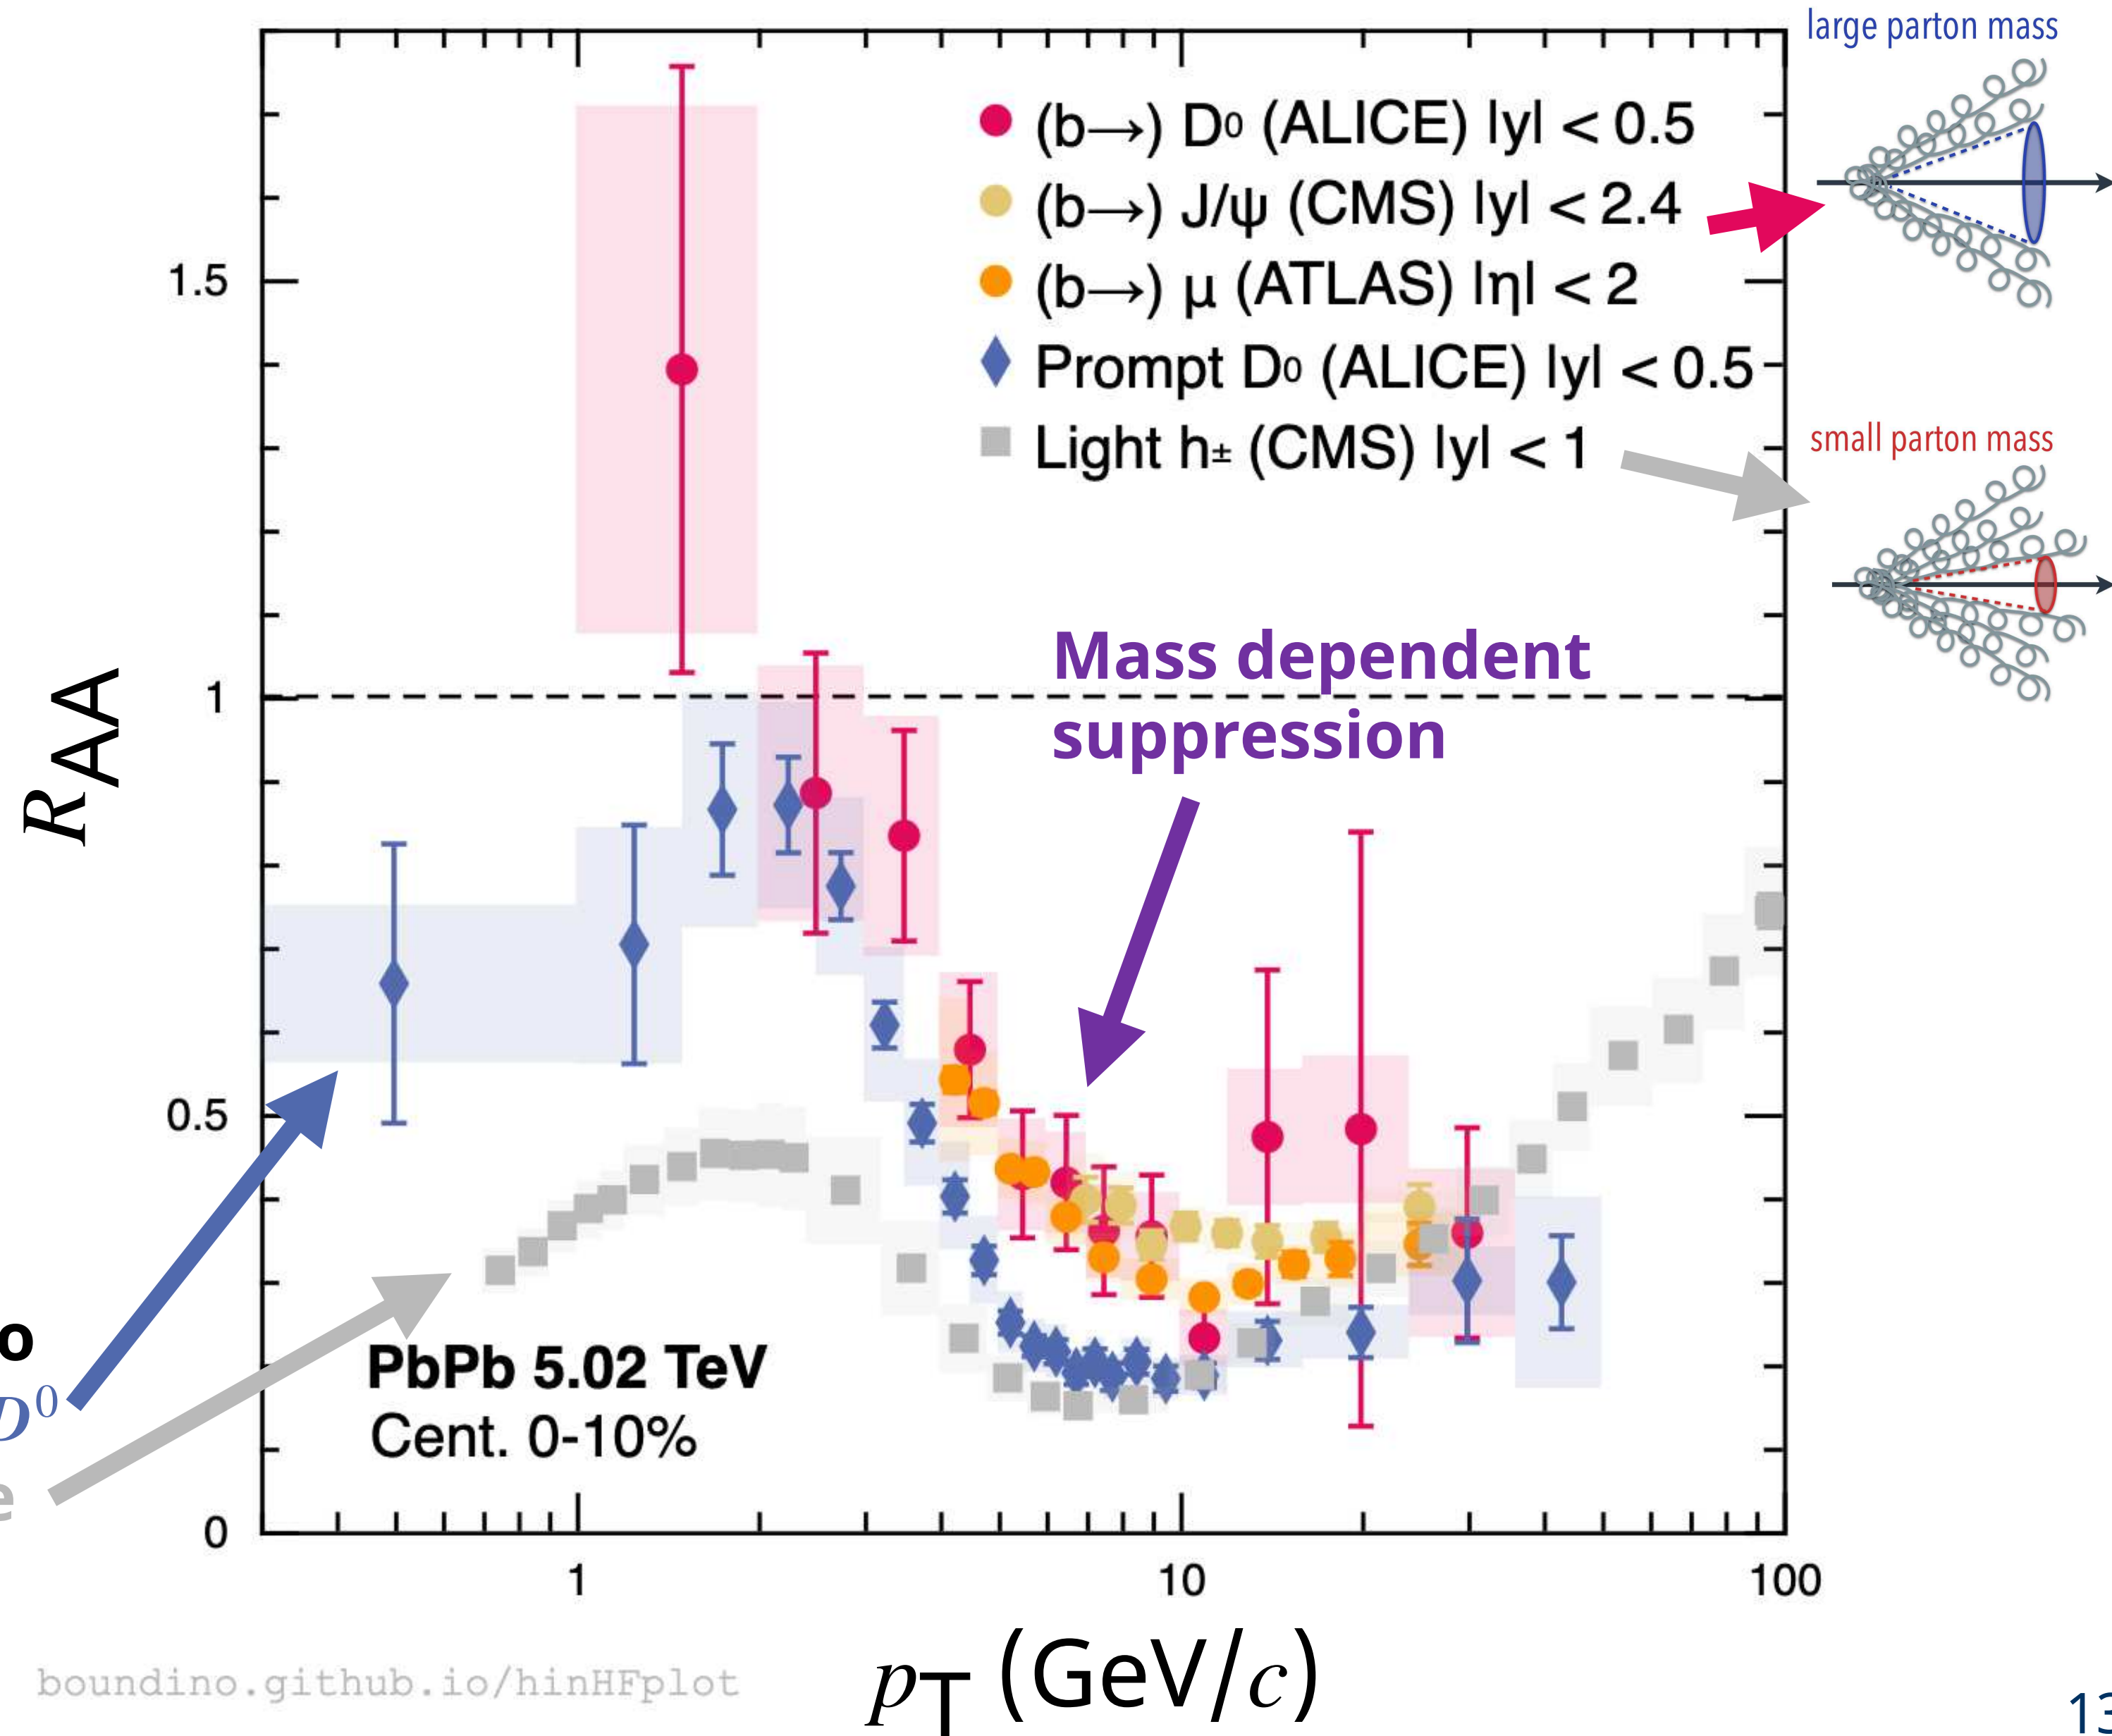 large parton mass
(b→) D0 (ALICE) |y| < 0.5
(b→) J/ψ (CMS) |y| < 2.4
(b→) μ (ATLAS) |η| < 2
Prompt D0 (ALICE) |y| < 0.5
Light h± (CMS) |y| < 1
small parton mass
Mass dependent
suppression
1.5
1
0.5
0
RAA
o
D0
e
PbPb 5.02 TeV
Cent. 0-10%
1
10
100
pT (GeV/c)
boundino.github.io/hinHFplot
13